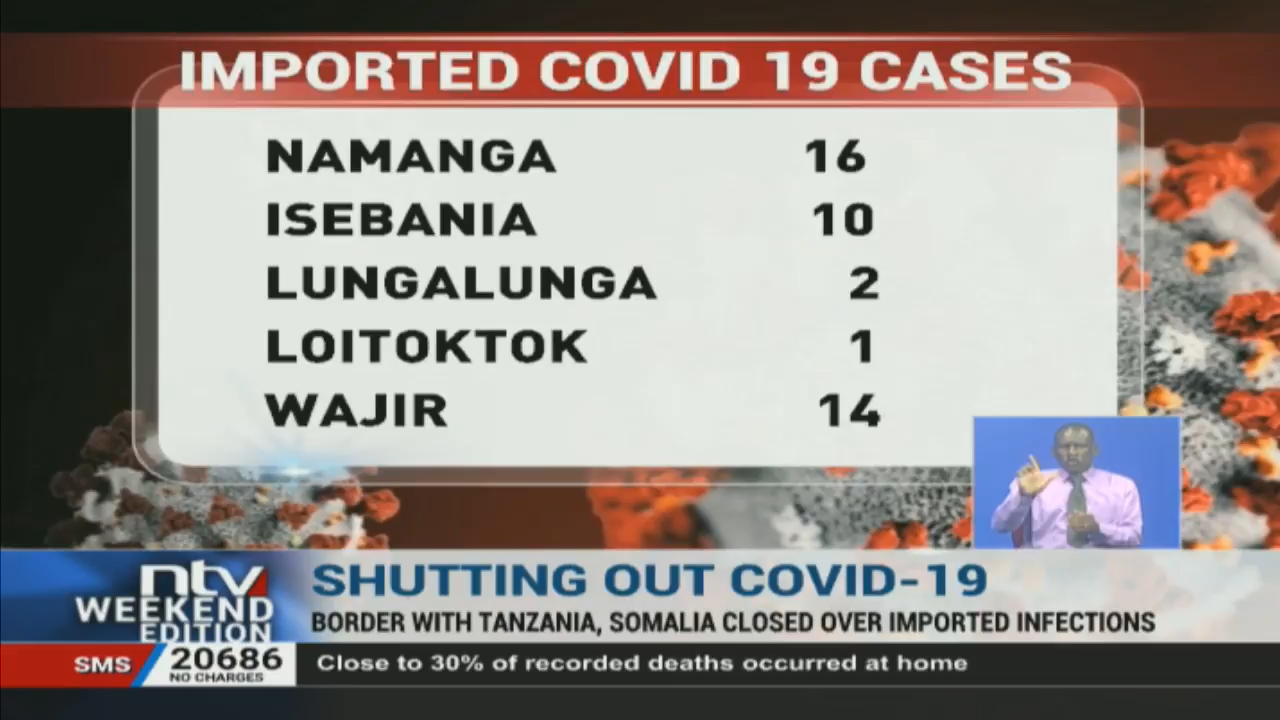 IMPORTED COVID 19 CASES
NAMANGA 16
ISEBANIA 10
LUNGALUNGA 2
LOITOKTOK 1
WAJIR 14
ntv
WEEKEND
EDITION
SHUTTING OUT COVID-19
BORDER WITH TANZANIA, SOMALIA CLOSED OVER IMPORTED INFECTIONS
SMS 20686
NO CHARGES
Close to 30% of recorded deaths occurred at home